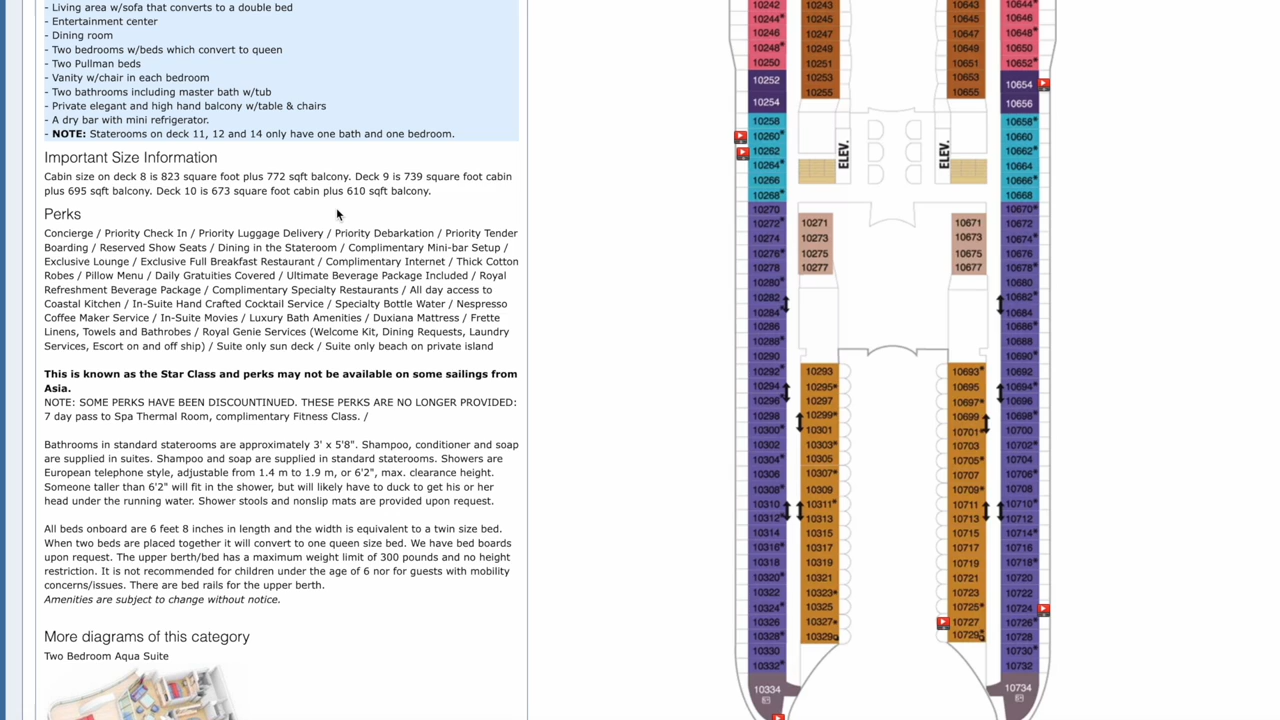 - Living area w/sofa that converts to a double bed
- Entertainment center
- Dining room
- Two bedrooms w/beds which convert to queen
- Two Pullman beds
- Vanity w/chair in each bedroom
- Two bathrooms including master bath w/tub
- Private elegant and high hand balcony w/table & chairs
- A dry bar with mini refrigerator.
- NOTE: Staterooms on deck 11, 12 and 14 only have one bath and one bedroom.
Important Size Information
Cabin size on deck 8 is 823 square foot plus 772 sqft balcony. Deck 9 is 739 square foot cabin
plus 695 sqft balcony. Deck 10 is 673 square foot cabin plus 610 sqft balcony.
Perks
Concierge / Priority Check In / Priority Luggage Delivery / Priority Debarkation / Priority Tender
Boarding / Reserved Show Seats / Dining in the Stateroom / Complimentary Mini-bar Setup /
Exclusive Lounge / Exclusive Full Breakfast Restaurant / Complimentary Internet / Thick Cotton
Robes / Pillow Menu / Daily Gratuities Covered / Ultimate Beverage Package Included / Royal
Refreshment Beverage Package / Complimentary Specialty Restaurants / All day access to
Coastal Kitchen / In-Suite Hand Crafted Cocktail Service / Specialty Bottle Water / Nespresso
Coffee Maker Service / In-Suite Movies / Luxury Bath Amenities / Duxiana Mattress / Frette
Linens, Towels and Bathrobes / Royal Genie Services (Welcome Kit, Dining Requests, Laundry
Services, Escort on and off ship) / Suite only sun deck / Suite only beach on private island
This is known as the Star Class and perks may not be available on some sailings from
Asia.
NOTE: SOME PERKS HAVE BEEN DISCONTINUED. THESE PERKS ARE NO LONGER PROVIDED:
7 day pass to Spa Thermal Room, complimentary Fitness Class. /
Bathrooms in standard staterooms are approximately 3' x 5'8". Shampoo, conditioner and soap
are supplied in suites. Shampoo and soap are supplied in standard staterooms. Showers are
European telephone style, adjustable from 1.4 m to 1.9 m, or 6'2", max. clearance height.
Someone taller than 6'2" will fit in the shower, but will likely have to duck to get his or her
head under the running water. Shower stools and nonslip mats are provided upon request.
All beds onboard are 6 feet 8 inches in length and the width is equivalent to a twin size bed.
When two beds are placed together it will convert to one queen size bed. We have bed boards
upon request. The upper berth/bed has a maximum weight limit of 300 pounds and no height
restriction. It is not recommended for children under the age of 6 nor for guests with mobility
concerns/issues. There are bed rails for the upper berth.
Amenities are subject to change without notice.
More diagrams of this category
Two Bedroom Aqua Suite
10242 10243 10643 10644*
10244* 10245 10645 10646
10246 10247 10647 10648*
10248* 10249 10649 10650
10250 10251 10651 10652*
10252 10253 10653 10654
10254 10255 10655 10656
10258 10658*
10260* 10660
10262 ELEV. ELEV. 10662*
10264* 10664
10266 10666*
10268* 10668
10270 10670*
10272* 10271 10671 10672
10274 10273 10673 10674*
10276* 10275 10675 10676
10278 10277 10677 10678*
10280* 10680
10282 10682*
10284* 10684
10286 10686*
10288* 10688
10290 10690*
10292* 10293 10693* 10692
10294 10295* 10695 10694*
10296* 10297 10697* 10696
10298 10299* 10699 10698*
10300* 10301 10701* 10700
10302 10303* 10703 10702*
10304* 10305 10705* 10704
10306 10307* 10707 10706*
10308* 10309 10709* 10708
10310 10311* 10711 10710*
10312* 10313 10713 10712
10314 10315 10715 10714*
10316* 10317 10717 10716
10318 10319 10719 10718*
10320* 10321 10721 10720
10322 10323* 10723 10722
10324* 10325 10725* 10724
10326 10327* 10727 10726*
10328* 10329 10729* 10728
10330 10730*
10332* 10732
10334 10734